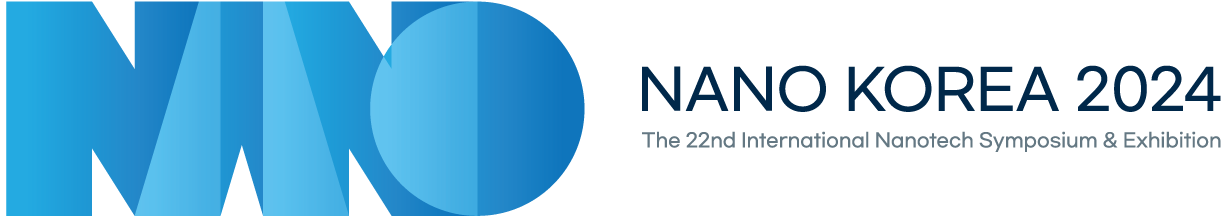 NANO
NANO KOREA 2024
The 22nd International Nanotech Symposium & Exhibition